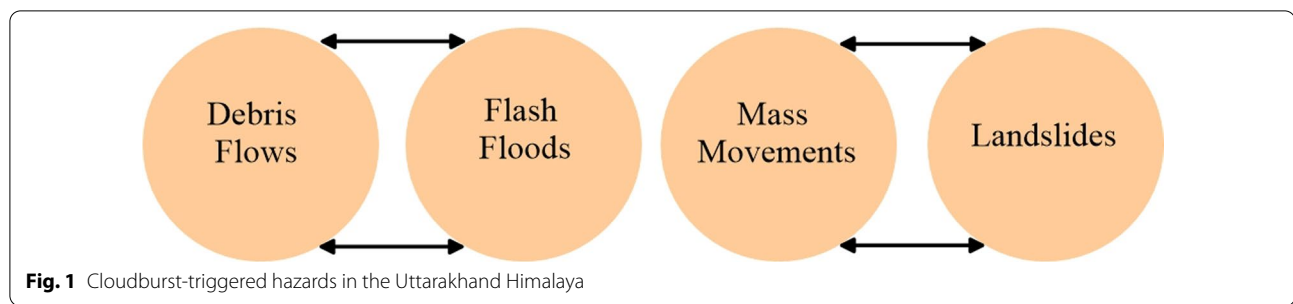 Debris
Flows
Flash
Floods
Mass
Movements
Landslides
Fig. 1 Cloudburst-triggered hazards in the Uttarakhand Himalaya